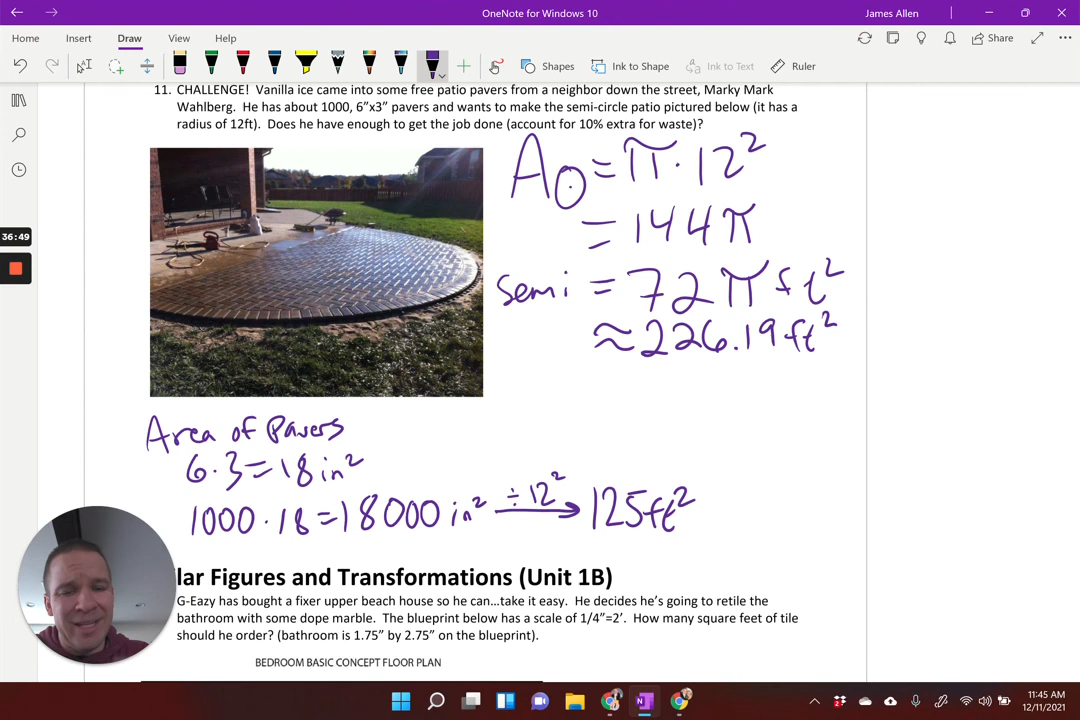 OneNote for Windows 10
James Allen
Home Insert Draw View Help
Share
Shapes Ink to Shape Ink to Text Ruler
11. CHALLENGE! Vanilla ice came into some free patio pavers from a neighbor down the street, Marky Mark
Wahlberg. He has about 1000, 6”x3” pavers and wants to make the semi-circle patio pictured below (it has a
radius of 12ft). Does he have enough to get the job done (account for 10% extra for waste)?
A⊙ = π · 12²
= 144π
36:49
semi = 72π ft²
≈ 226.19 ft²
Area of Pavers
6 · 3 = 18 in²
1000 · 18 = 18000 in² ÷ 12² → 125 ft²
lar Figures and Transformations (Unit 1B)
G-Eazy has bought a fixer upper beach house so he can…take it easy. He decides he’s going to retile the
bathroom with some dope marble. The blueprint below has a scale of 1/4”=2’. How many square feet of tile
should he order? (bathroom is 1.75” by 2.75” on the blueprint).
BEDROOM BASIC CONCEPT FLOOR PLAN
11:45 AM
12/11/2021